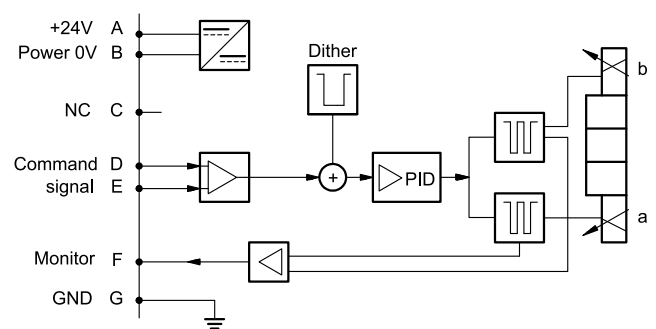 +24V A
Power 0V B
Dither
b
NC C
Command D
signal E
+
PID
a
Monitor F
GND G